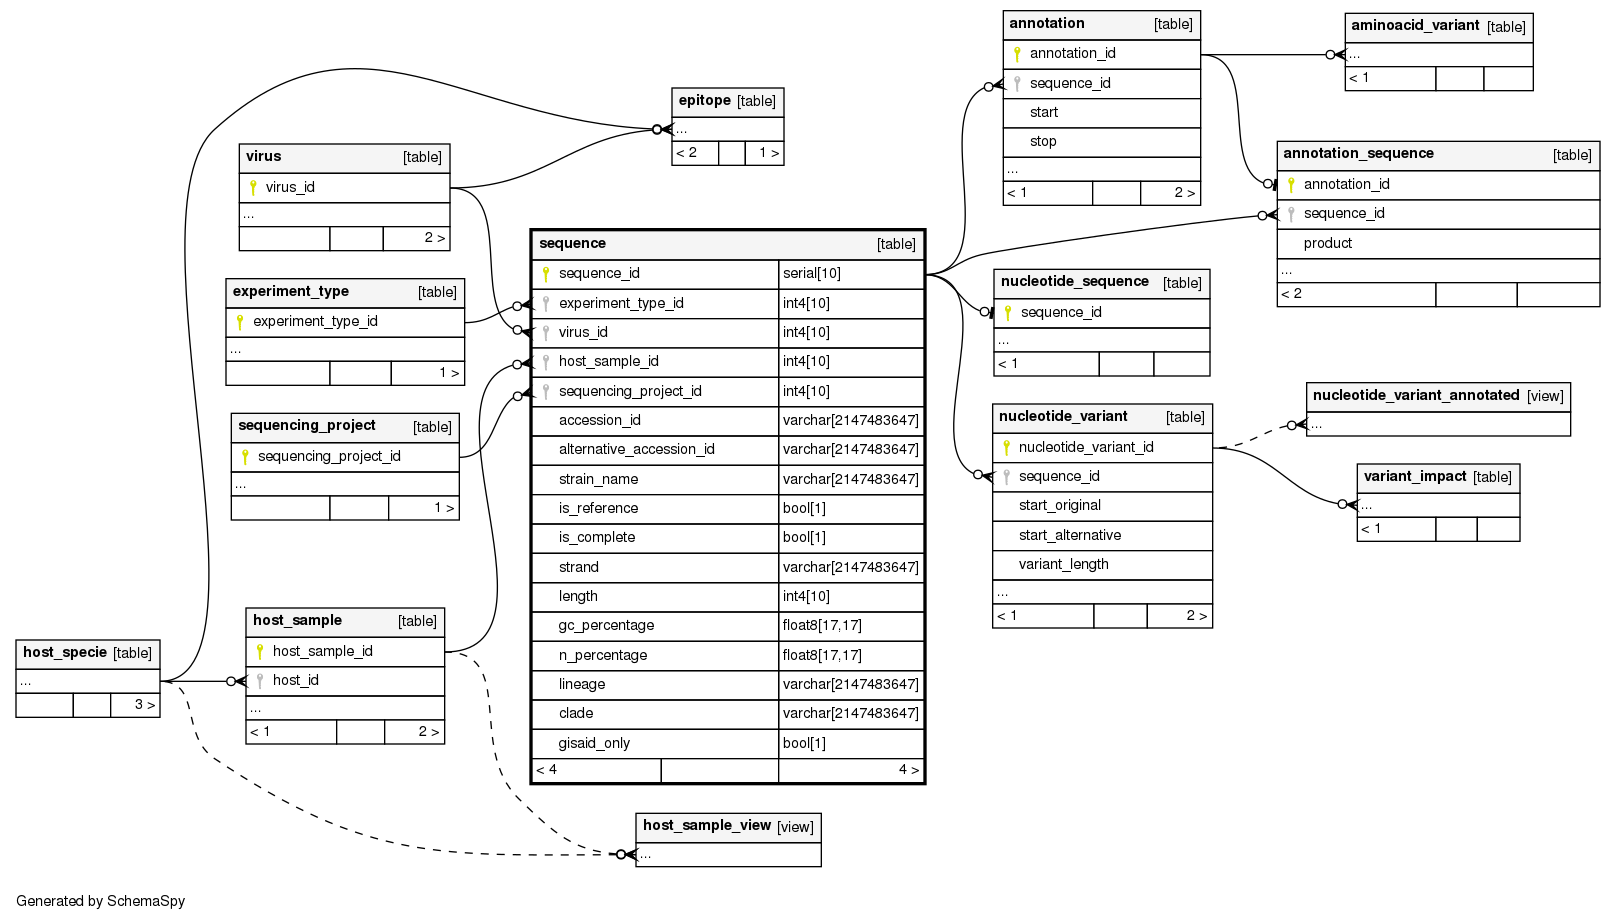 virus [table]
virus_id
...
2 >
experiment_type [table]
experiment_type_id
...
1 >
sequencing_project [table]
sequencing_project_id
...
1 >
host_specie [table]
...
3 >
host_sample [table]
host_sample_id
host_id
...
< 1 2 >
epitope [table]
...
< 2 1 >
sequence [table]
sequence_id serial[10]
experiment_type_id int4[10]
virus_id int4[10]
host_sample_id int4[10]
sequencing_project_id int4[10]
accession_id varchar[2147483647]
alternative_accession_id varchar[2147483647]
strain_name varchar[2147483647]
is_reference bool[1]
is_complete bool[1]
strand varchar[2147483647]
length int4[10]
gc_percentage float8[17,17]
n_percentage float8[17,17]
lineage varchar[2147483647]
clade varchar[2147483647]
gisaid_only bool[1]
< 4 4 >
host_sample_view [view]
...
annotation [table]
annotation_id
sequence_id
start
stop
...
< 1 2 >
nucleotide_sequence [table]
sequence_id
...
< 1
nucleotide_variant [table]
nucleotide_variant_id
sequence_id
start_original
start_alternative
variant_length
...
< 1 2 >
aminoacid_variant [table]
...
< 1
annotation_sequence [table]
annotation_id
sequence_id
product
...
< 2
nucleotide_variant_annotated [view]
...
variant_impact [table]
...
< 1
Generated by SchemaSpy